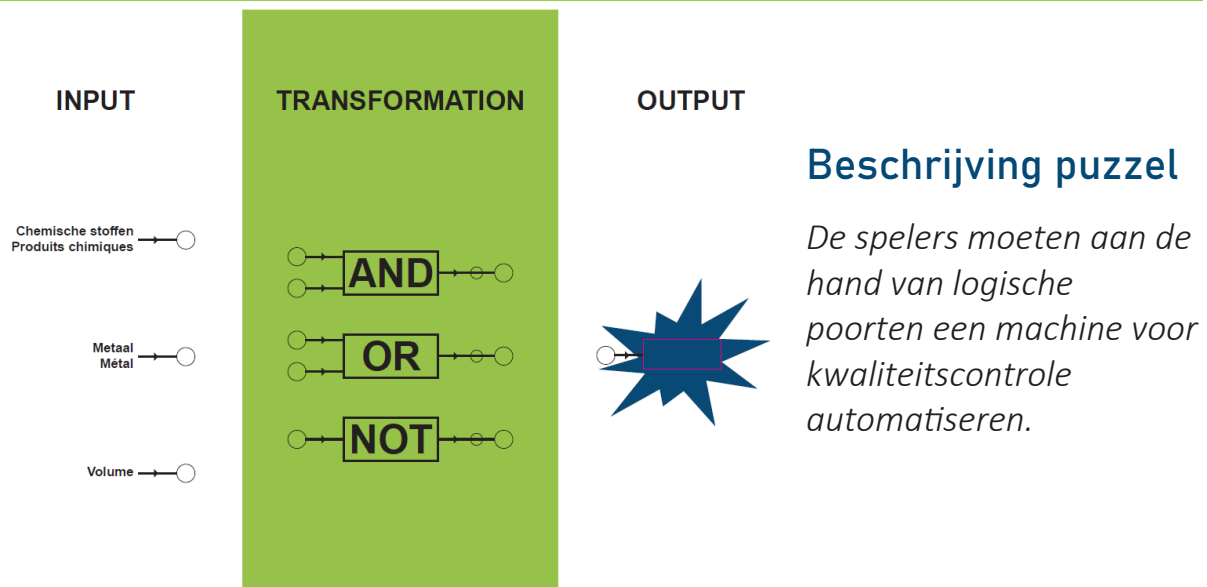 INPUT
TRANSFORMATION
OUTPUT
Chemische stoffen
Produits chimiques
Metaal
Métal
Volume
AND
OR
NOT
Beschrijving puzzel
De spelers moeten aan de
hand van logische
poorten een machine voor
kwaliteitscontrole
automatiseren.